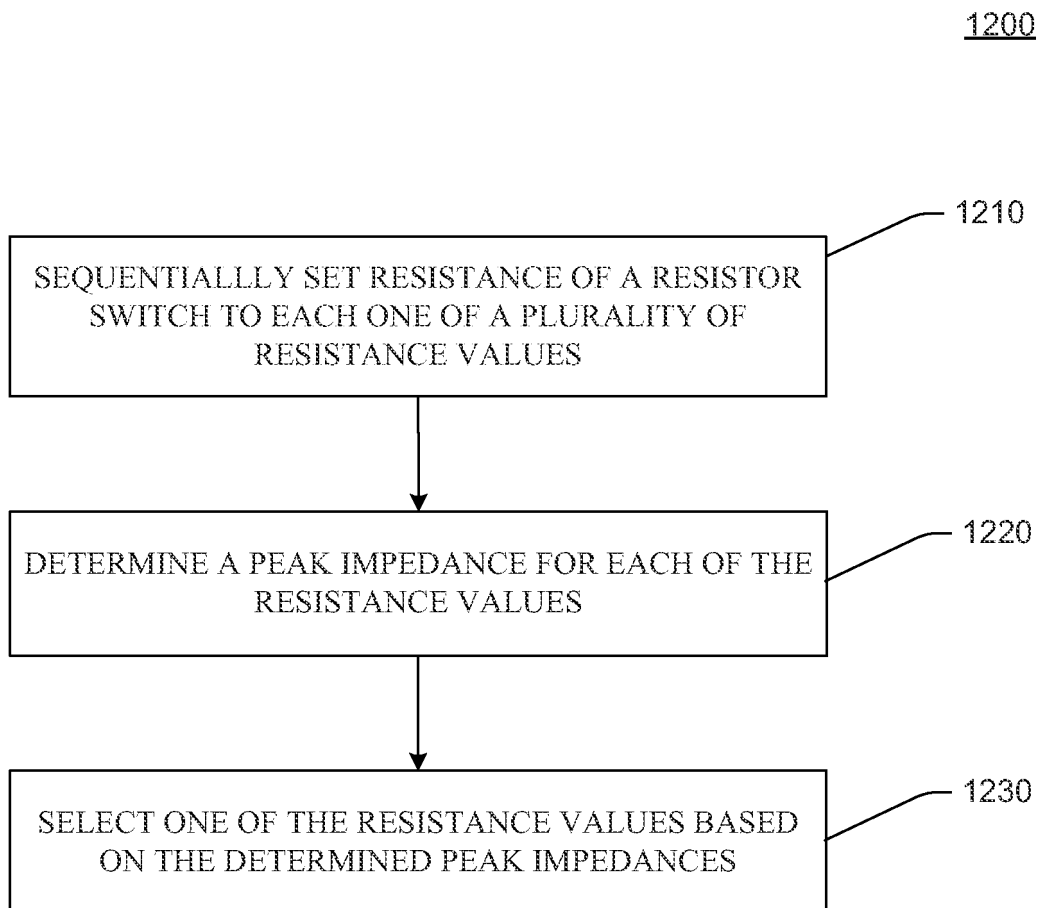 1200
1210
SEQUENTIALLLY SET RESISTANCE OF A RESISTOR
SWITCH TO EACH ONE OF A PLURALITY OF
RESISTANCE VALUES
1220
DETERMINE A PEAK IMPEDANCE FOR EACH OF THE
RESISTANCE VALUES
1230
SELECT ONE OF THE RESISTANCE VALUES BASED
ON THE DETERMINED PEAK IMPEDANCES